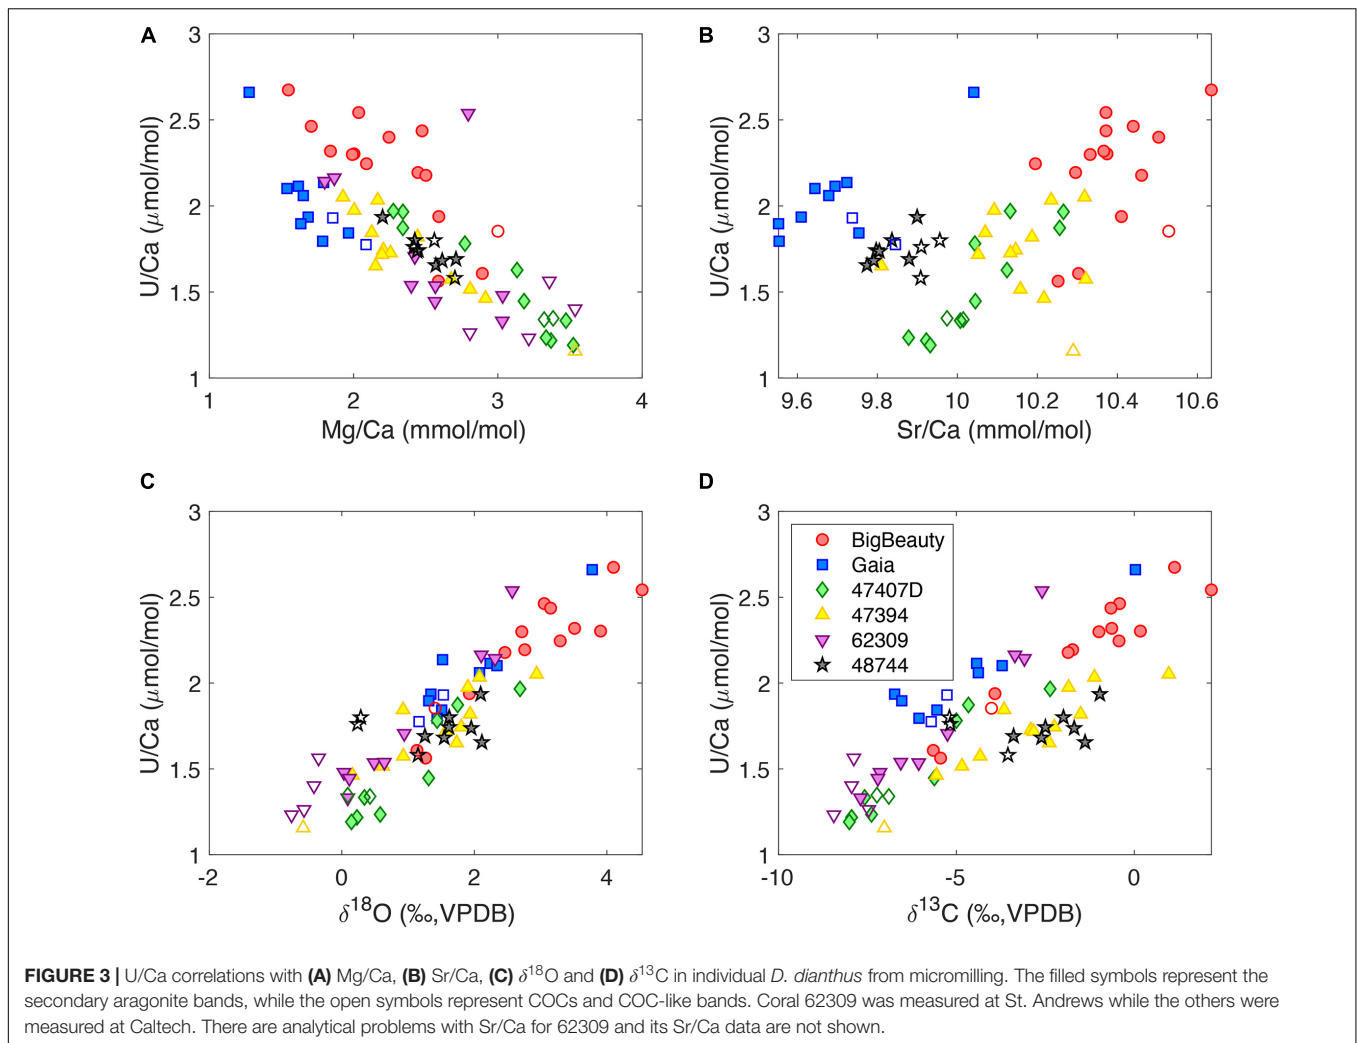 A
3
2.5
2
1.5
1
U/Ca (μmol/mol)
1 2 3 4
Mg/Ca (mmol/mol)
B
3
2.5
2
1.5
1
U/Ca (μmol/mol)
9.6 9.8 10 10.2 10.4 10.6
Sr/Ca (mmol/mol)
C
3
2.5
2
1.5
1
U/Ca (μmol/mol)
-2 0 2 4
δ¹⁸O (‰,VPDB)
D
3
2.5
2
1.5
1
U/Ca (μmol/mol)
BigBeauty
Gaia
47407D
47394
62309
48744
-10 -5 0
δ¹³C (‰,VPDB)
FIGURE 3 | U/Ca correlations with (A) Mg/Ca, (B) Sr/Ca, (C) δ¹⁸O and (D) δ¹³C in individual D. dianthus from micromilling. The filled symbols represent the
secondary aragonite bands, while the open symbols represent COCs and COC-like bands. Coral 62309 was measured at St. Andrews while the others were
measured at Caltech. There are analytical problems with Sr/Ca for 62309 and its Sr/Ca data are not shown.